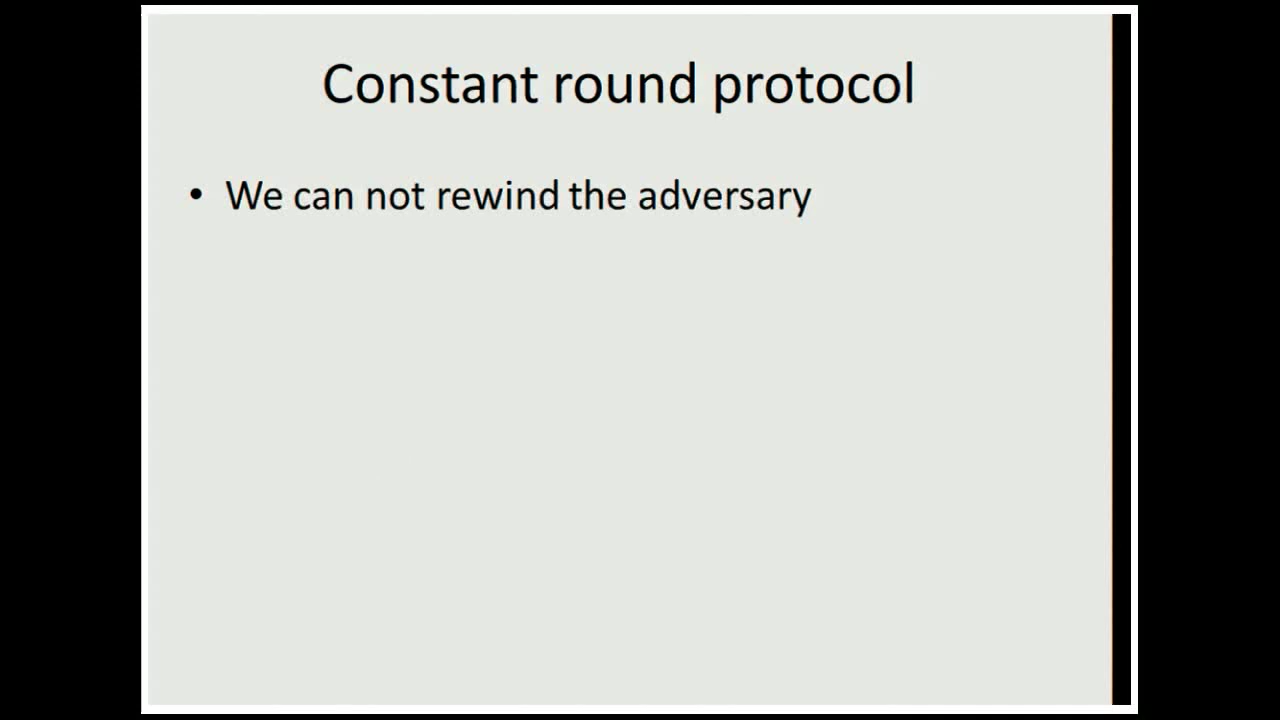 Constant round protocol
• We can not rewind the adversary